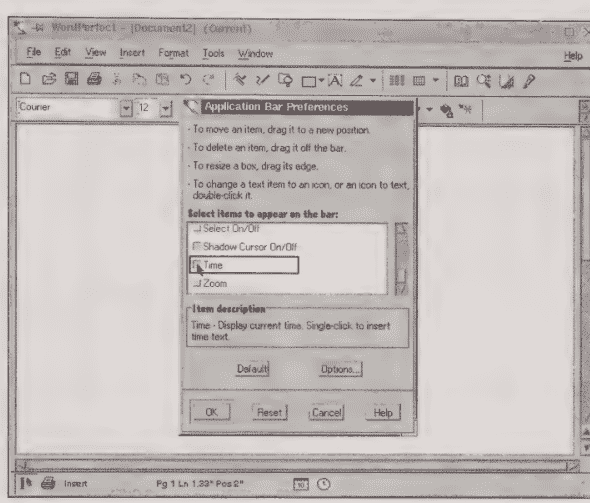 WordPerfect - [Document2] (Current)
File Edit View Insert Format Tools Window Help
Courier 12
Application Bar Preferences
- To move an item, drag it to a new position.
- To delete an item, drag it off the bar.
- To resize a box, drag its edge.
- To change a text item to an icon, or an icon to text,
double-click it.
Select items to appear on the bar:
Select On/Off
Shadow Cursor On/Off
Time
Zoom
Item description
Time - Display current time. Single-click to insert
time text.
Default Options...
OK Reset Cancel Help
Insert Pg 1 Ln 1.33" Pos 2" 10